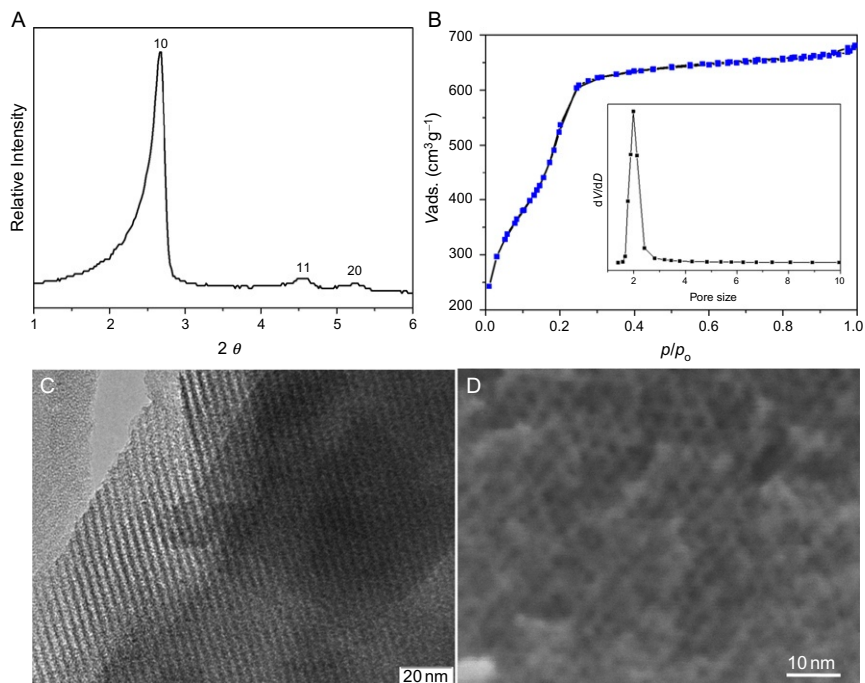 A
Relative Intensity
10
11
20
1
2
3
4
5
6
2 θ
B
Vads. (cm³g⁻¹)
700
600
500
400
300
200
0.0
0.2
0.4
0.6
0.8
1.0
p/pₒ
dV/dD
2
4
6
8
10
Pore size
C
20 nm
D
10 nm